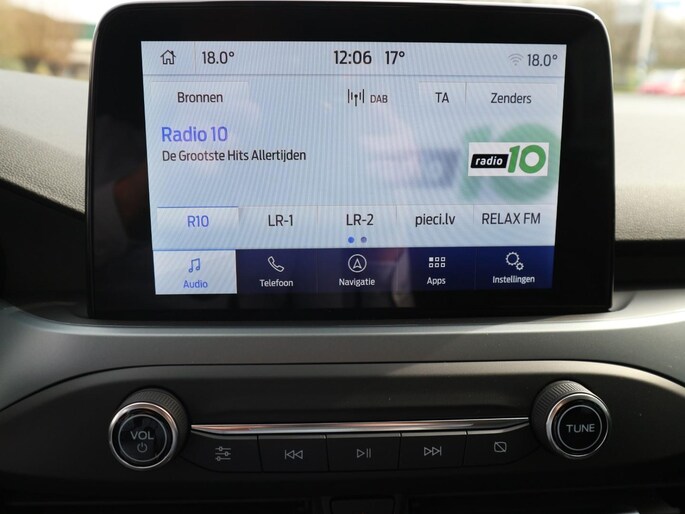 18.0° 12:06 17° 18.0°
Bronnen DAB TA Zenders
Radio 10
De Grootste Hits Allertijden
radio 10
R10 LR-1 LR-2 pieci.lv RELAX FM
Audio Telefoon Navigatie Apps Instellingen
VOL
TUNE